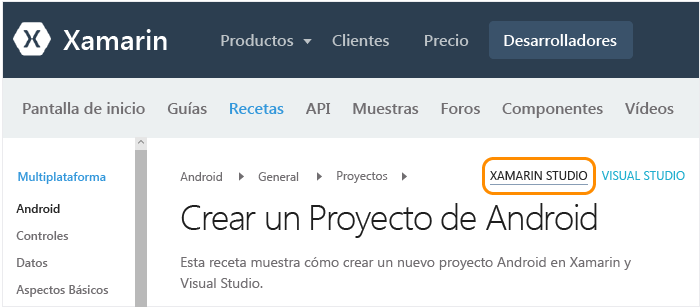 Xamarin Productos Clientes Precio Desarrolladores
Pantalla de inicio Guías Recetas API Muestras Foros Componentes Vídeos
Multiplataforma
Android
Controles
Datos
Aspectos Básicos
Android General Proyectos XAMARIN STUDIO VISUAL STUDIO
Crear un Proyecto de Android
Esta receta muestra cómo crear un nuevo proyecto Android en Xamarin y
Visual Studio.